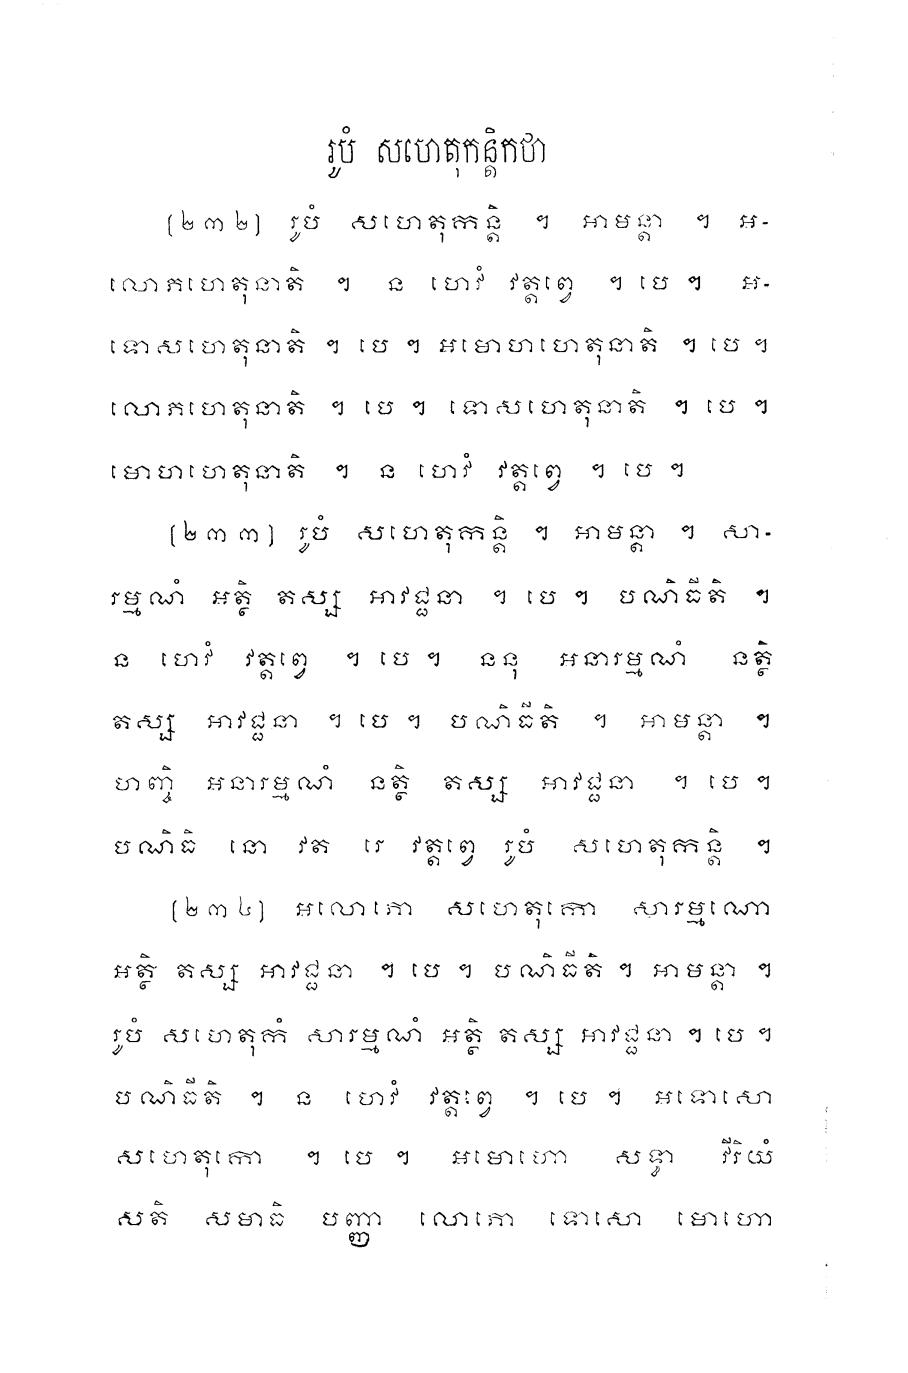 រូបំ សហេតុកន្តិកថា
(២៣២) រូបំ សហេតុកន្តិ ។ អាមន្តា ។ អ-
លោភហេតុនាតិ ។ ន ហេវំ វត្តព្វេ ។ បេ ។ អ-
ទោសហេតុនាតិ ។ បេ ។ អមោហហេតុនាតិ ។ បេ ។
លោភហេតុនាតិ ។ បេ ។ ទោសហេតុនាតិ ។ បេ ។
មោហហេតុនាតិ ។ ន ហេវំ វត្តព្វេ ។ បេ ។
(២៣៣) រូបំ សហេតុកន្តិ ។ អាមន្តា ។ សា-
រម្មណំ អត្ថិ តស្ស អាវជ្ជនា ។ បេ ។ បណិធីតិ ។
ន ហេវំ វត្តព្វេ ។ បេ ។ ននុ អនារម្មណំ នត្ថិ
តស្ស អាវជ្ជនា ។ បេ ។ បណិធីតិ ។ អាមន្តា ។
ហញ្ចិ អនារម្មណំ នត្ថិ តស្ស អាវជ្ជនា ។ បេ ។
បណិធិ នោ វត រេ វត្តព្វេ រូបំ សហេតុកន្តិ ។
(២៣៤) អលោភោ សហេតុកោ សារម្មណោ
អត្ថិ តស្ស អាវជ្ជនា ។ បេ ។ បណិធីតិ ។ អាមន្តា ។
រូបំ សហេតុកំ សារម្មណំ អត្ថិ តស្ស អាវជ្ជនា ។ បេ ។
បណិធីតិ ។ ន ហេវំ វត្តព្វេ ។ បេ ។ អទោសោ
សហេតុកោ ។ បេ ។ អមោហោ សទ្ធា វីរិយំ
សតិ សមាធិ បញ្ញា លោភោ ទោសោ មោហោ